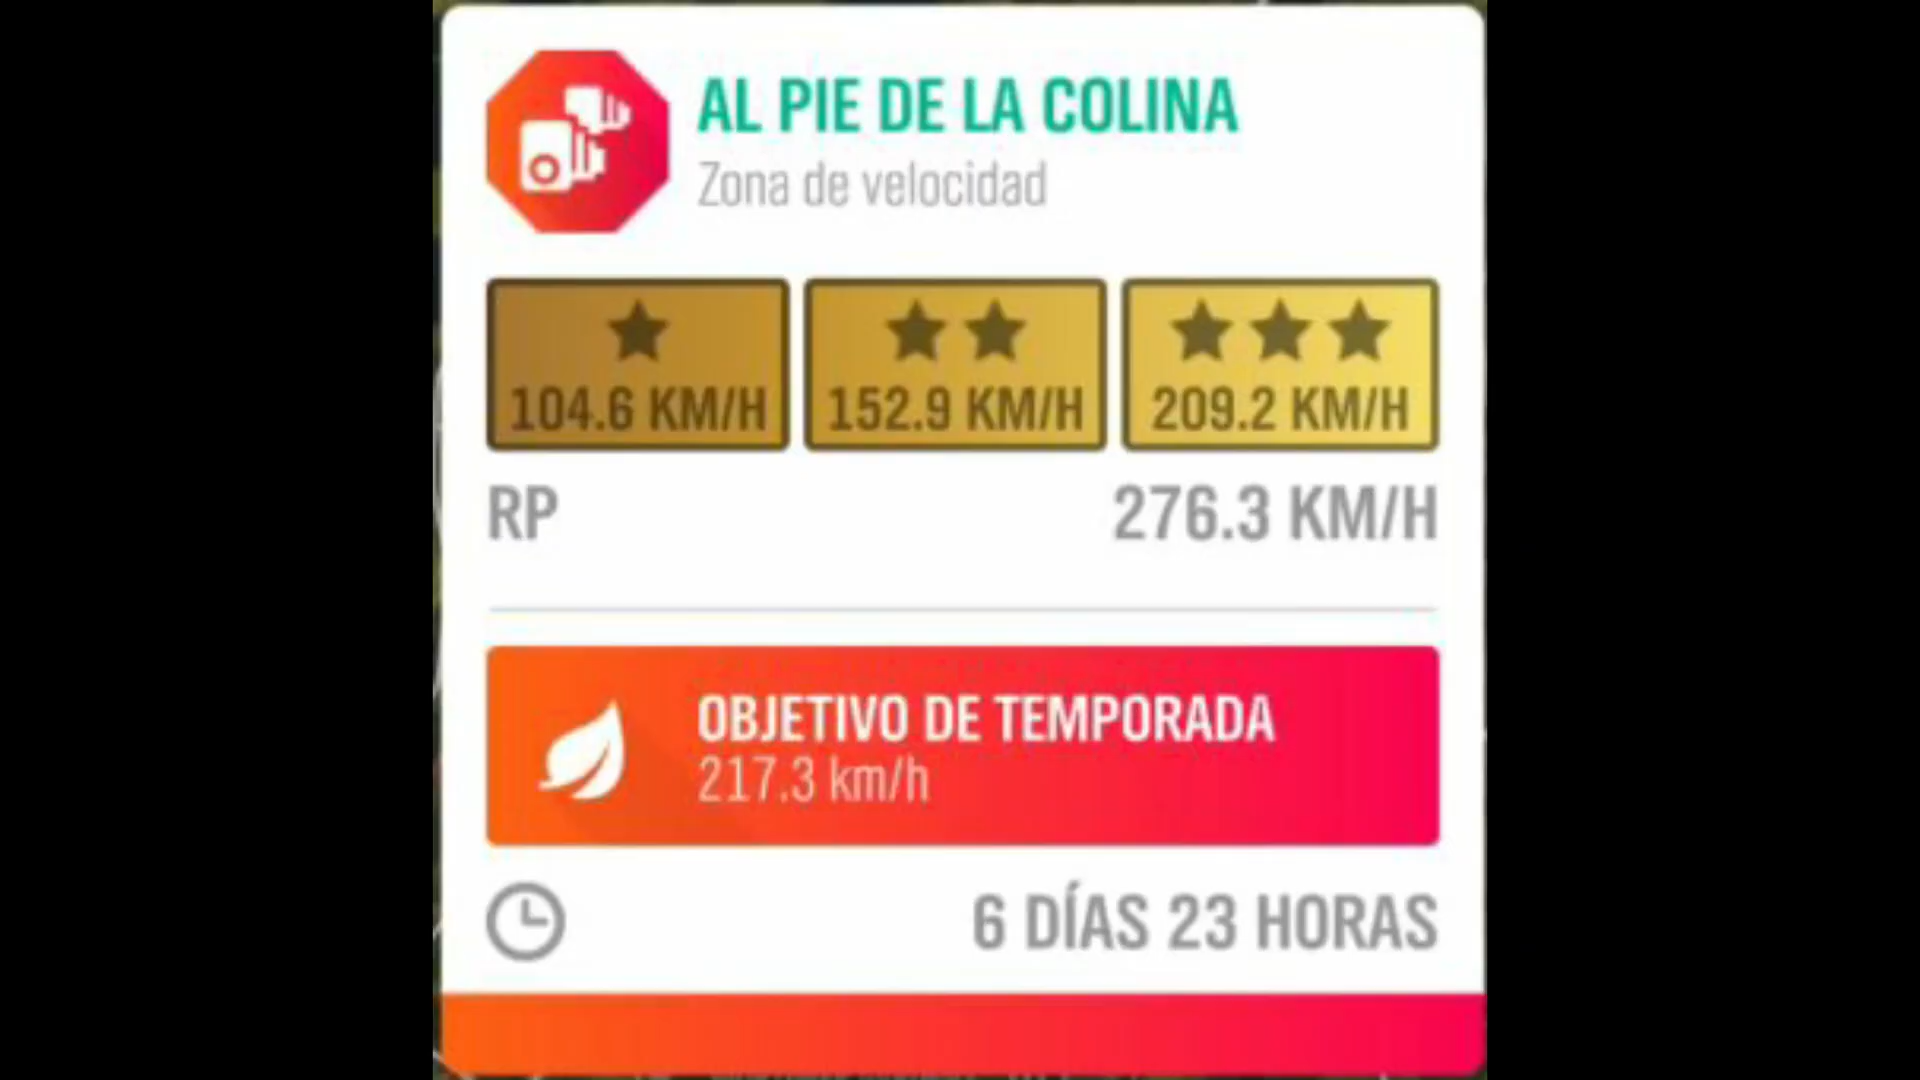 AL PIE DE LA COLINA
Zona de velocidad
104.6 KM/H 152.9 KM/H 209.2 KM/H
RP 276.3 KM/H
OBJETIVO DE TEMPORADA
217.3 km/h
6 DÍAS 23 HORAS